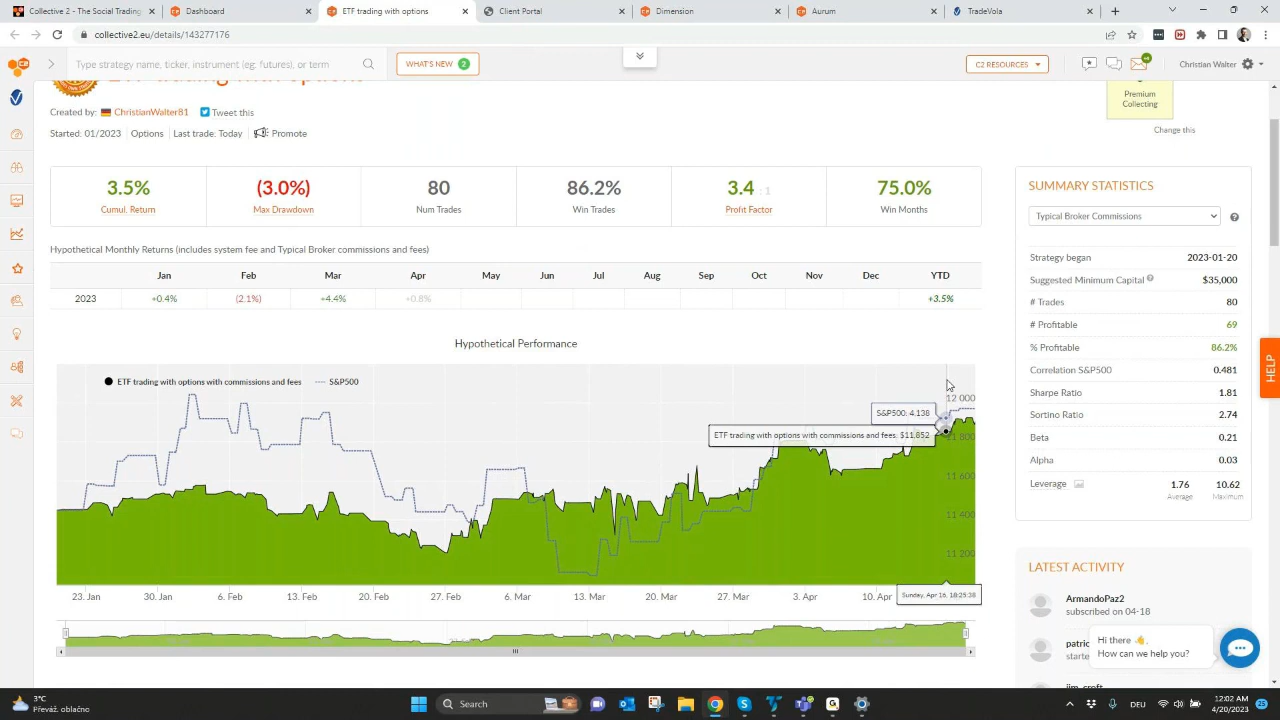 Collective 2 - The Social Trading
Dashboard
ETF trading with options
Client Portal
Dimension
Aurum
TradeVola
collective2.eu/details/143277176
Type strategy name, ticker, instrument (eg: futures), or term
WHAT'S NEW 2
C2 RESOURCES
Christian Walter
Premium
Collecting
Change this
Created by: ChristianWalter81 Tweet this
Started: 01/2023 Options Last trade: Today Promote
3.5% (3.0%) 80 86.2% 3.4 : 1 75.0%
Cumul. Return Max Drawdown Num Trades Win Trades Profit Factor Win Months
Hypothetical Monthly Returns (includes system fee and Typical Broker commissions and fees)
Jan Feb Mar Apr May Jun Jul Aug Sep Oct Nov Dec YTD
2023 +0.4% (2.1%) +4.4% +0.8% +3.5%
Hypothetical Performance
ETF trading with options with commissions and fees S&P500
12 000
S&P500: 4.138
ETF trading with options with commissions and fees: $11,852
11 800
11 600
11 400
11 200
23. Jan 30. Jan 6. Feb 13. Feb 20. Feb 27. Feb 6. Mar 13. Mar 20. Mar 27. Mar 3. Apr 10. Apr
Sunday, Apr 16, 18:25:38
SUMMARY STATISTICS
Typical Broker Commissions
Strategy began 2023-01-20
Suggested Minimum Capital $35,000
# Trades 80
# Profitable 69
% Profitable 86.2%
Correlation S&P500 0.481
Sharpe Ratio 1.81
Sortino Ratio 2.74
Beta 0.21
Alpha 0.03
Leverage 1.76 10.62
Average Maximum
HELP
LATEST ACTIVITY
ArmandoPaz2
subscribed on 04-18
Hi there 👋,
How can we help you?
3°C
Převáž. oblačno
Search
DEU
12:02 AM
4/20/2023